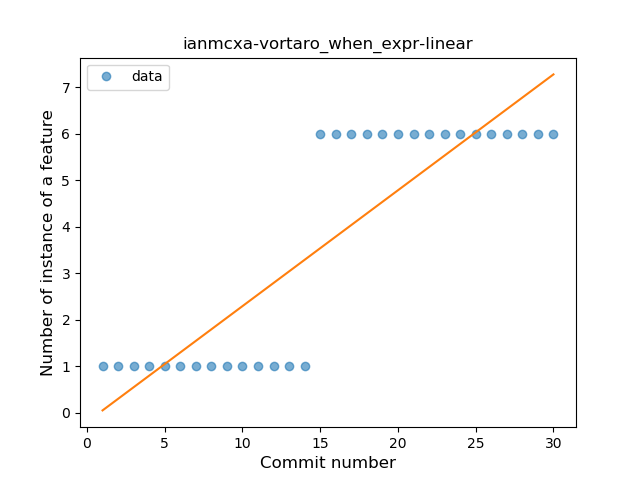 ianmcxa-vortaro_when_expr-linear
data
Number of instance of a feature
7
6
5
4
3
2
1
0
0 5 10 15 20 25 30
Commit number